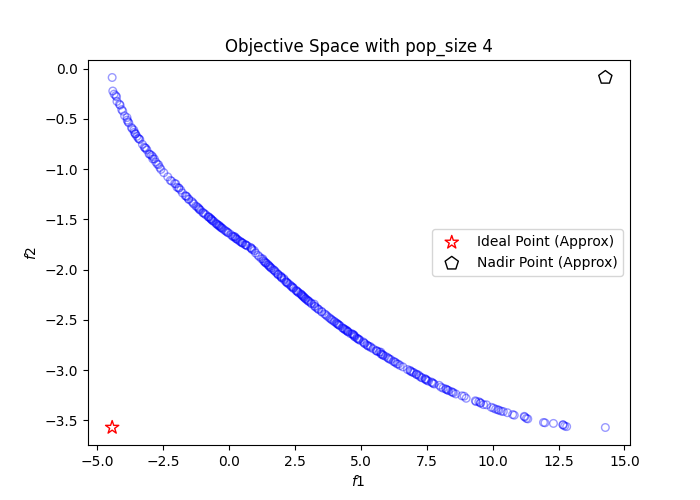 Objective Space with pop_size 4
0.0
−0.5
−1.0
−1.5
−2.0
−2.5
−3.0
−3.5
f2
Ideal Point (Approx)
Nadir Point (Approx)
−5.0 −2.5 0.0 2.5 5.0 7.5 10.0 12.5 15.0
f1